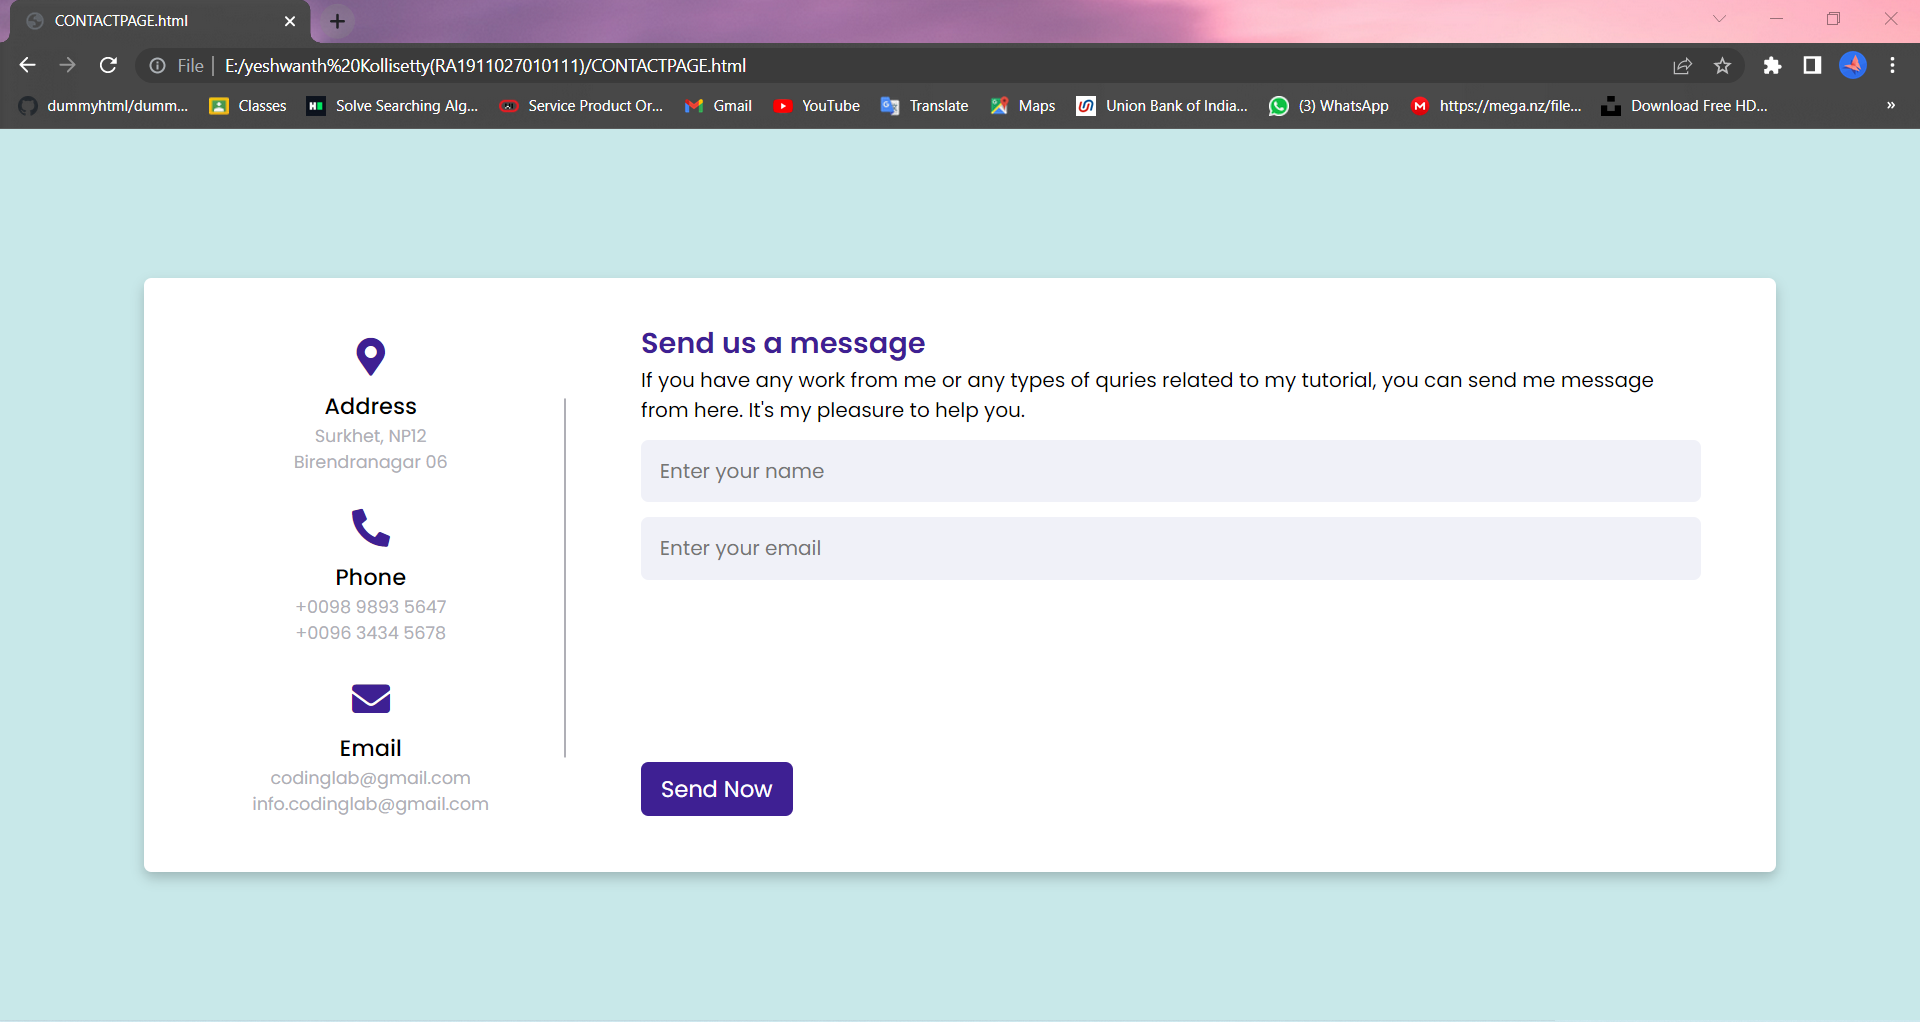 CONTACTPAGE.html
File | E:/yeshwanth%20Kollisetty(RA1911027010111)/CONTACTPAGE.html
dummyhtml/dumm... Classes Solve Searching Alg... Service Product Or... Gmail YouTube Translate Maps Union Bank of India... (3) WhatsApp https://mega.nz/file... Download Free HD... »
Address
Surkhet, NP12
Birendranagar 06
Phone
+0098 9893 5647
+0096 3434 5678
Email
codinglab@gmail.com
info.codinglab@gmail.com
Send us a message
If you have any work from me or any types of quries related to my tutorial, you can send me message
from here. It's my pleasure to help you.
Enter your name
Enter your email
Send Now